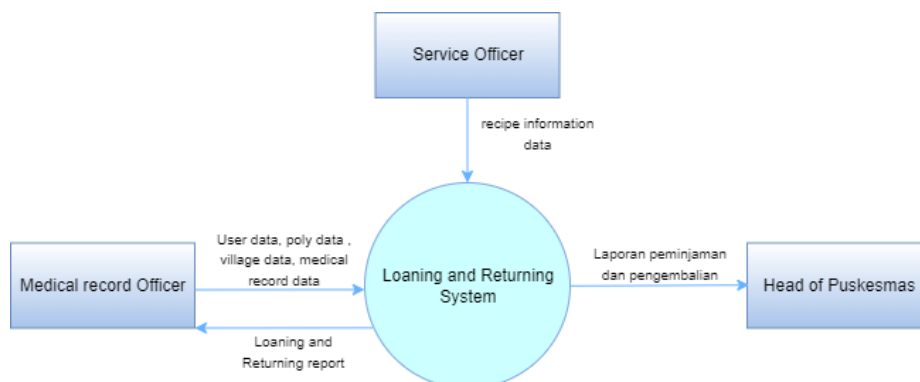 Service Officer
recipe information
data
User data, poly data ,
village data, medical
record data
Medical record Officer
Loaning and Returning
System
Laporan peminjaman
dan pengembalian
Head of Puskesmas
Loaning and
Returning report